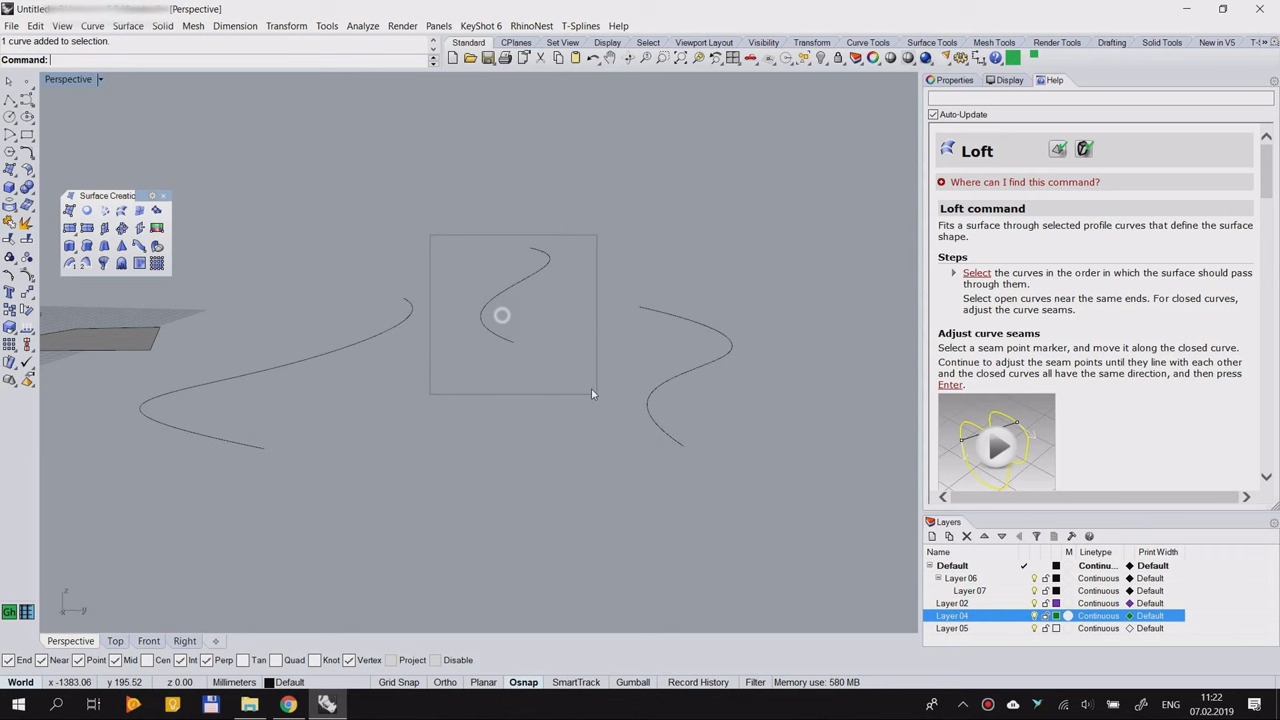 Untitled - [Perspective]
File Edit View Curve Surface Solid Mesh Dimension Transform Tools Analyze Render Panels KeyShot 6 RhinoNest T-Splines Help
1 curve added to selection.
Command:
Standard CPlanes Set View Display Select Viewport Layout Visibility Transform Curve Tools Surface Tools Mesh Tools Render Tools Drafting Solid Tools New in V5
Perspective
Properties Display Help
Auto-Update
Loft
Where can I find this command?
Surface Creatio
Loft command
Fits a surface through selected profile curves that define the surface
shape.
Steps
Select the curves in the order in which the surface should pass
through them.
Select open curves near the same ends. For closed curves,
adjust the curve seams.
Adjust curve seams
Select a seam point marker, and move it along the closed curve.
Continue to adjust the seam points until they line with each other
and the closed curves all have the same direction, and then press
Enter.
Layers
Name M Linetype Print Width
Default Continu... Default
Layer 06 Continuous Default
Layer 07 Continuous Default
Layer 02 Continuous Default
Layer 04 Continuous Default
Layer 05 Continuous Default
z
y
x
Gh
Perspective Top Front Right
End Near Point Mid Cen Int Perp Tan Quad Knot Vertex Project Disable
World x -1383.06 y 195.52 z 0.00 Millimeters Default Grid Snap Ortho Planar Osnap SmartTrack Gumball Record History Filter Memory use: 580 MB
ENG
11:22
07.02.2019